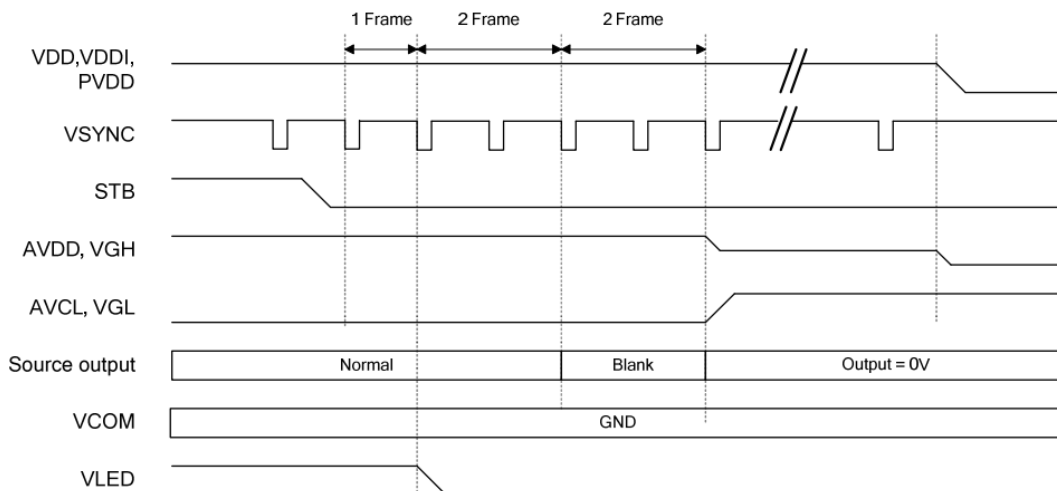 1 Frame 2 Frame 2 Frame
VDD,VDDI,
PVDD
VSYNC
STB
AVDD, VGH
AVCL, VGL
Source output Normal Blank Output = 0V
VCOM GND
VLED